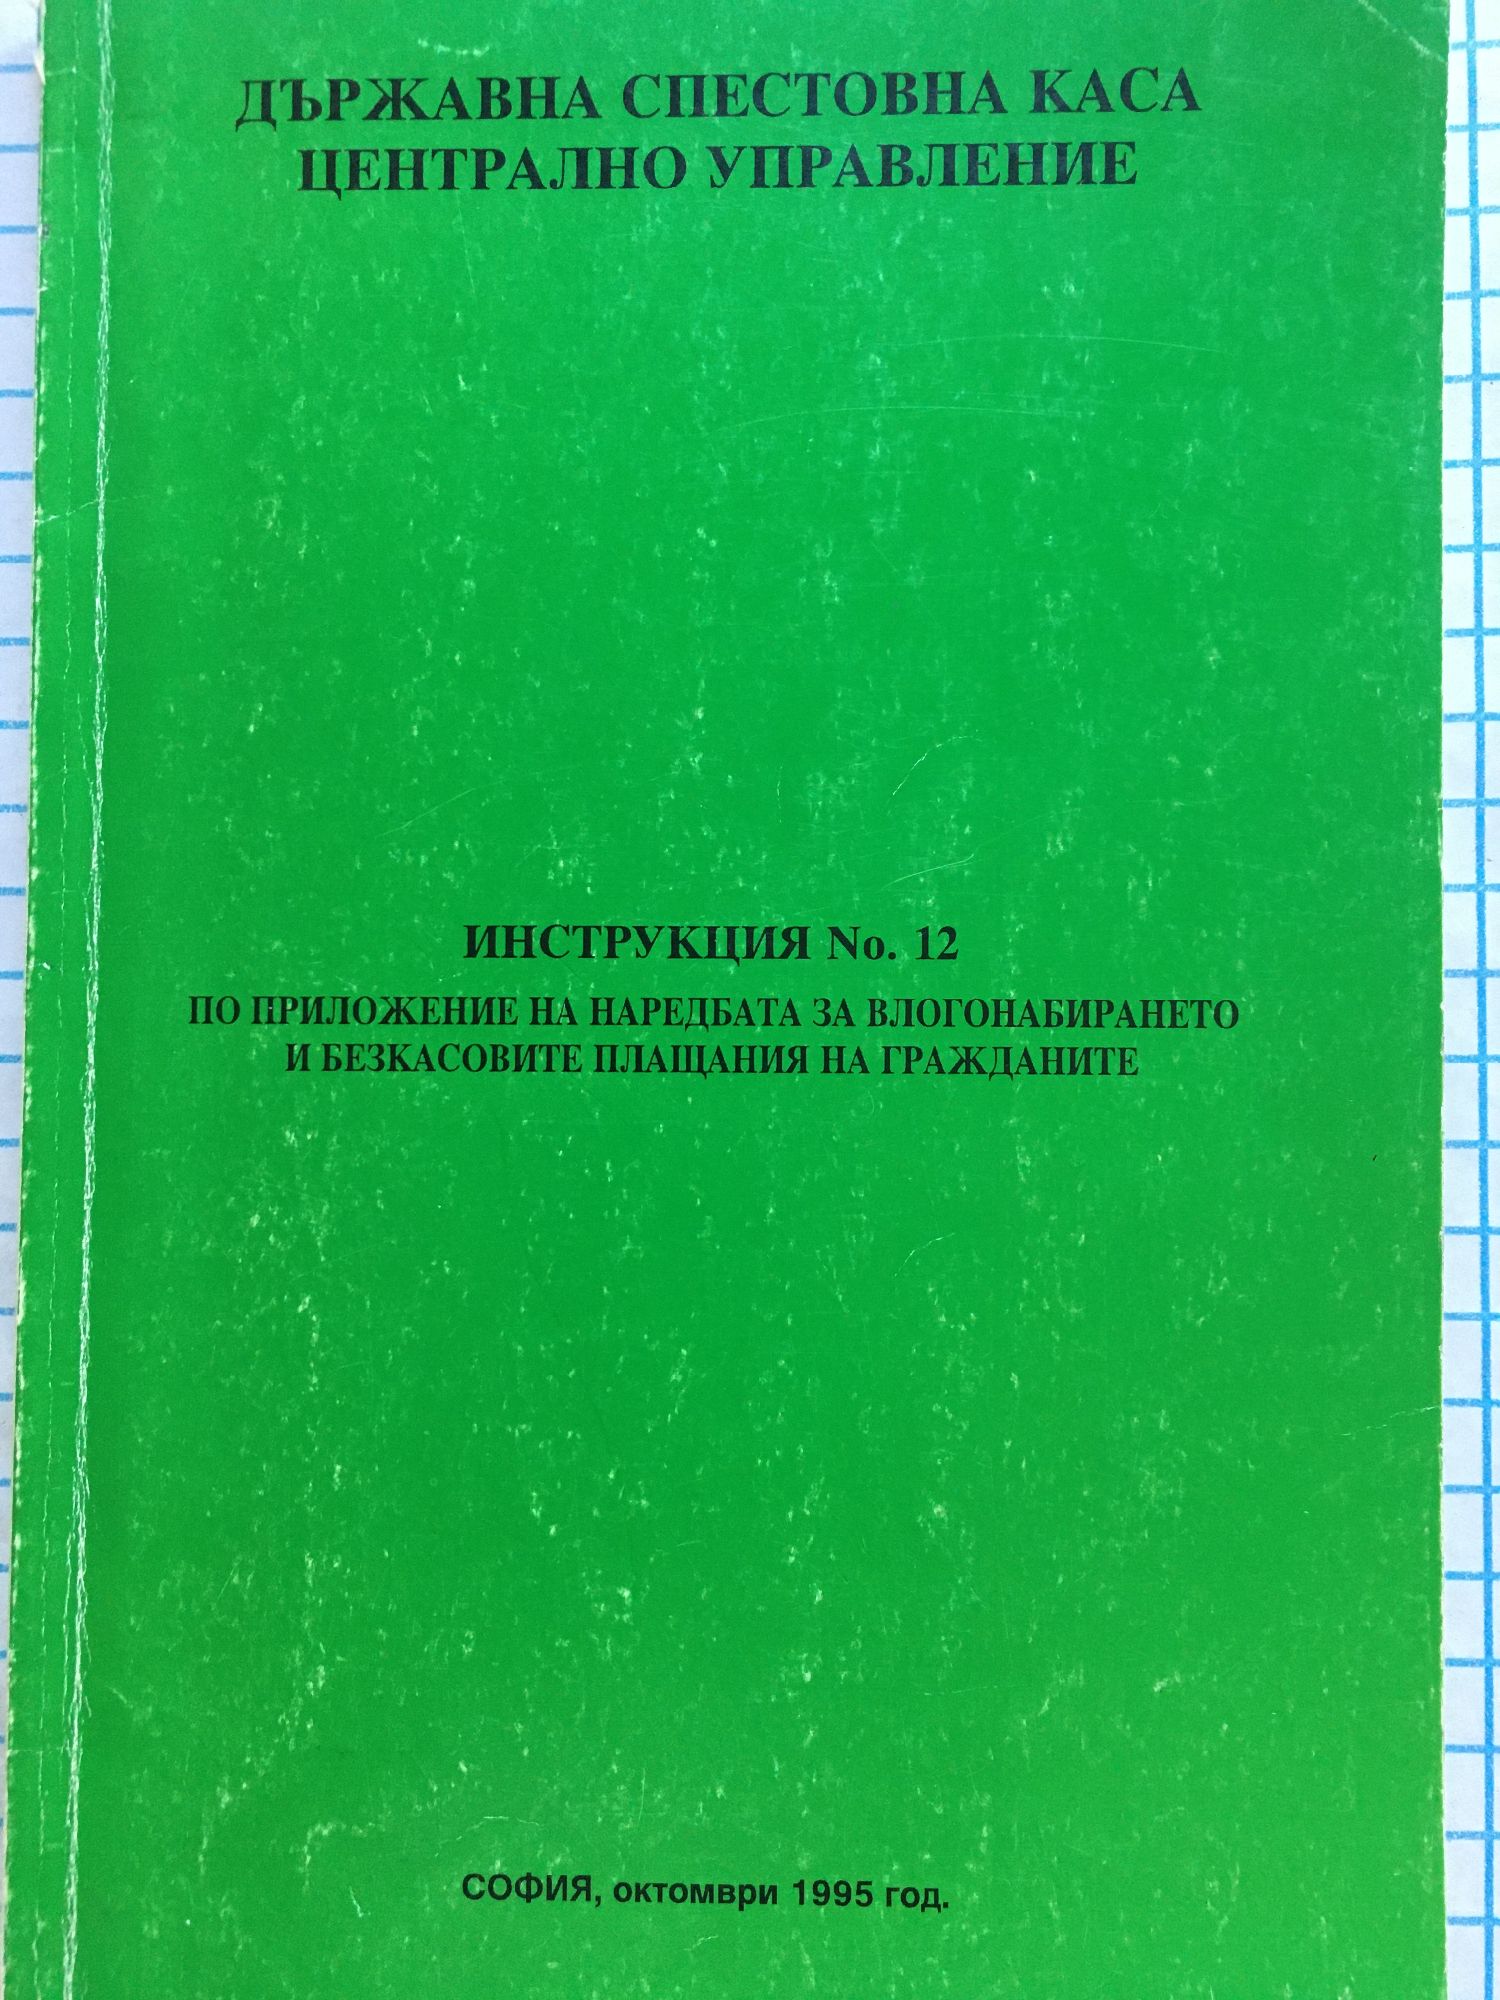 ДЪРЖАВНА СПЕСТОВНА КАСА
ЦЕНТРАЛНО УПРАВЛЕНИЕ
ИНСТРУКЦИЯ No. 12
ПО ПРИЛОЖЕНИЕ НА НАРЕДБАТА ЗА ВЛОГОНАБИРАНЕТО
И БЕЗКАСОВИТЕ ПЛАЩАНИЯ НА ГРАЖДАНИТЕ
СОФИЯ, октомври 1995 год.